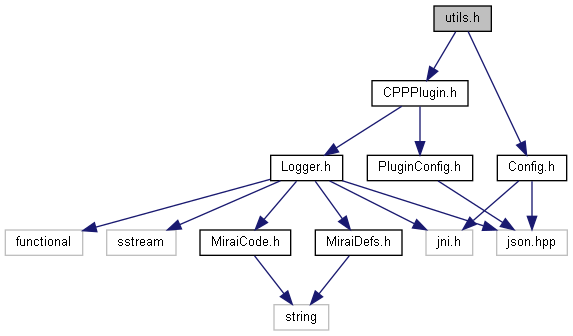 utils.h
CPPPlugin.h
Logger.h
PluginConfig.h
Config.h
functional
sstream
MiraiCode.h
MiraiDefs.h
jni.h
json.hpp
string